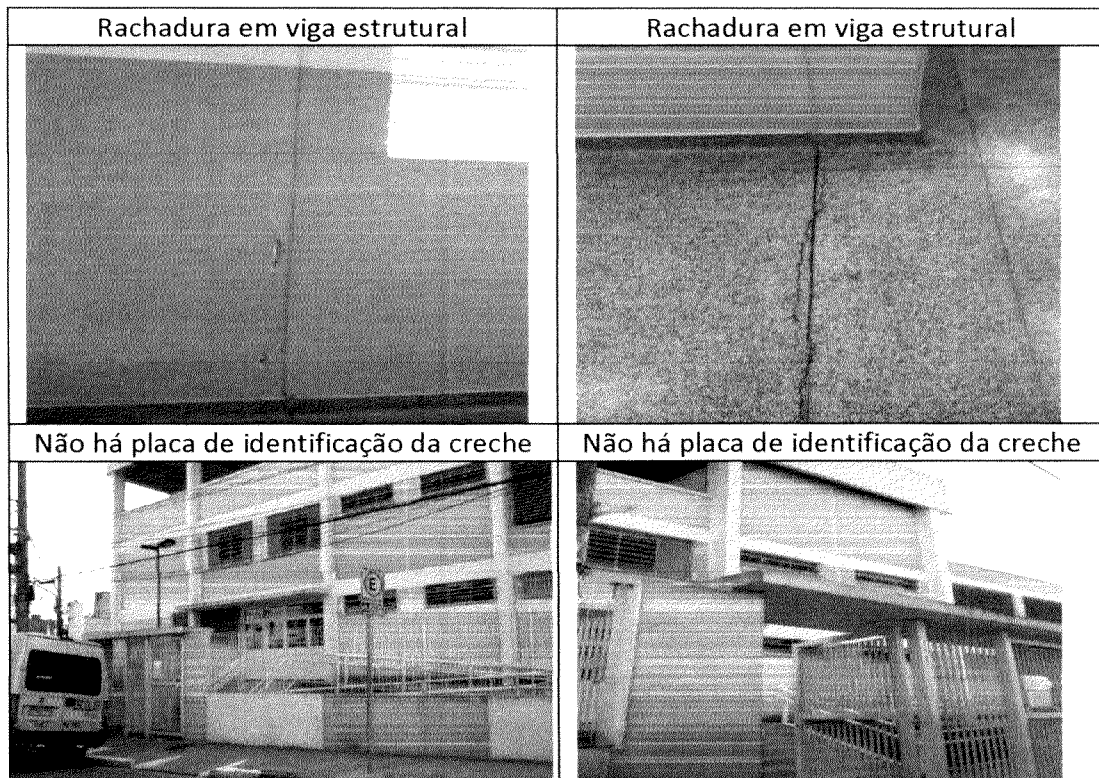 Rachadura em viga estrutural
Rachadura em viga estrutural
Não há placa de identificação da creche
Não há placa de identificação da creche
E